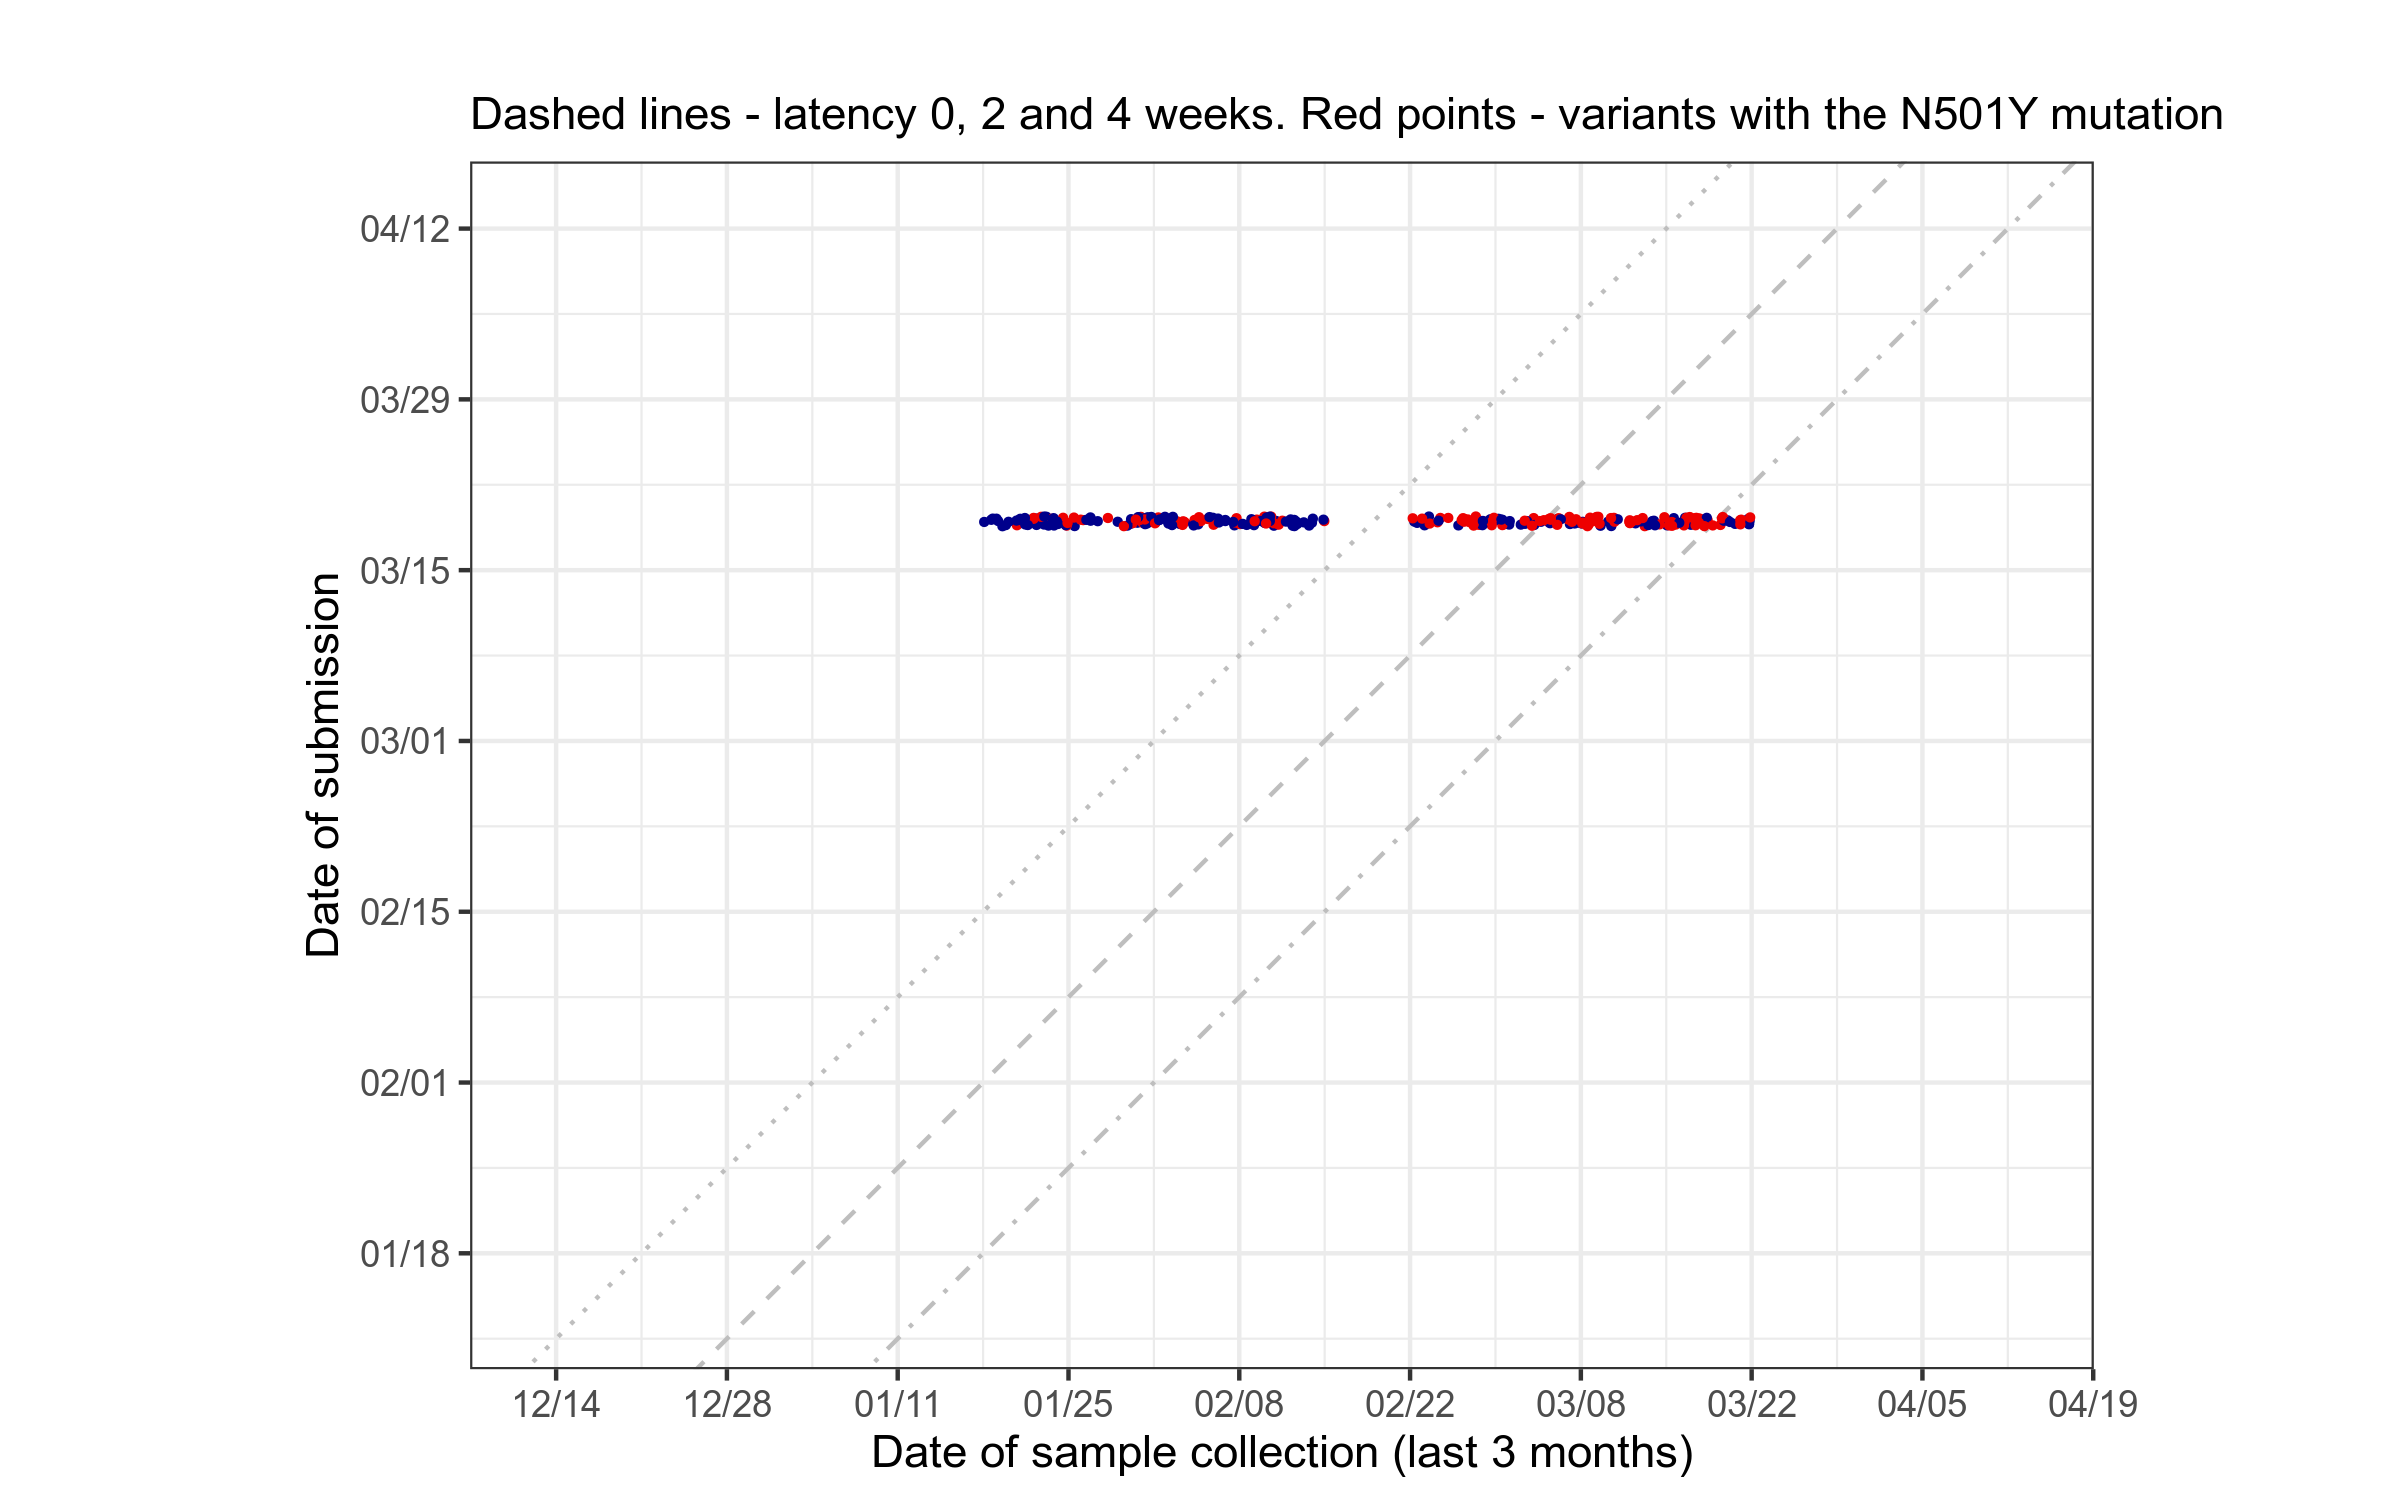 Dashed lines - latency 0, 2 and 4 weeks. Red points - variants with the N501Y mutation
04/12
03/29
03/15
03/01
02/15
02/01
01/18
Date of submission
12/14 12/28 01/11 01/25 02/08 02/22 03/08 03/22 04/05 04/19
Date of sample collection (last 3 months)